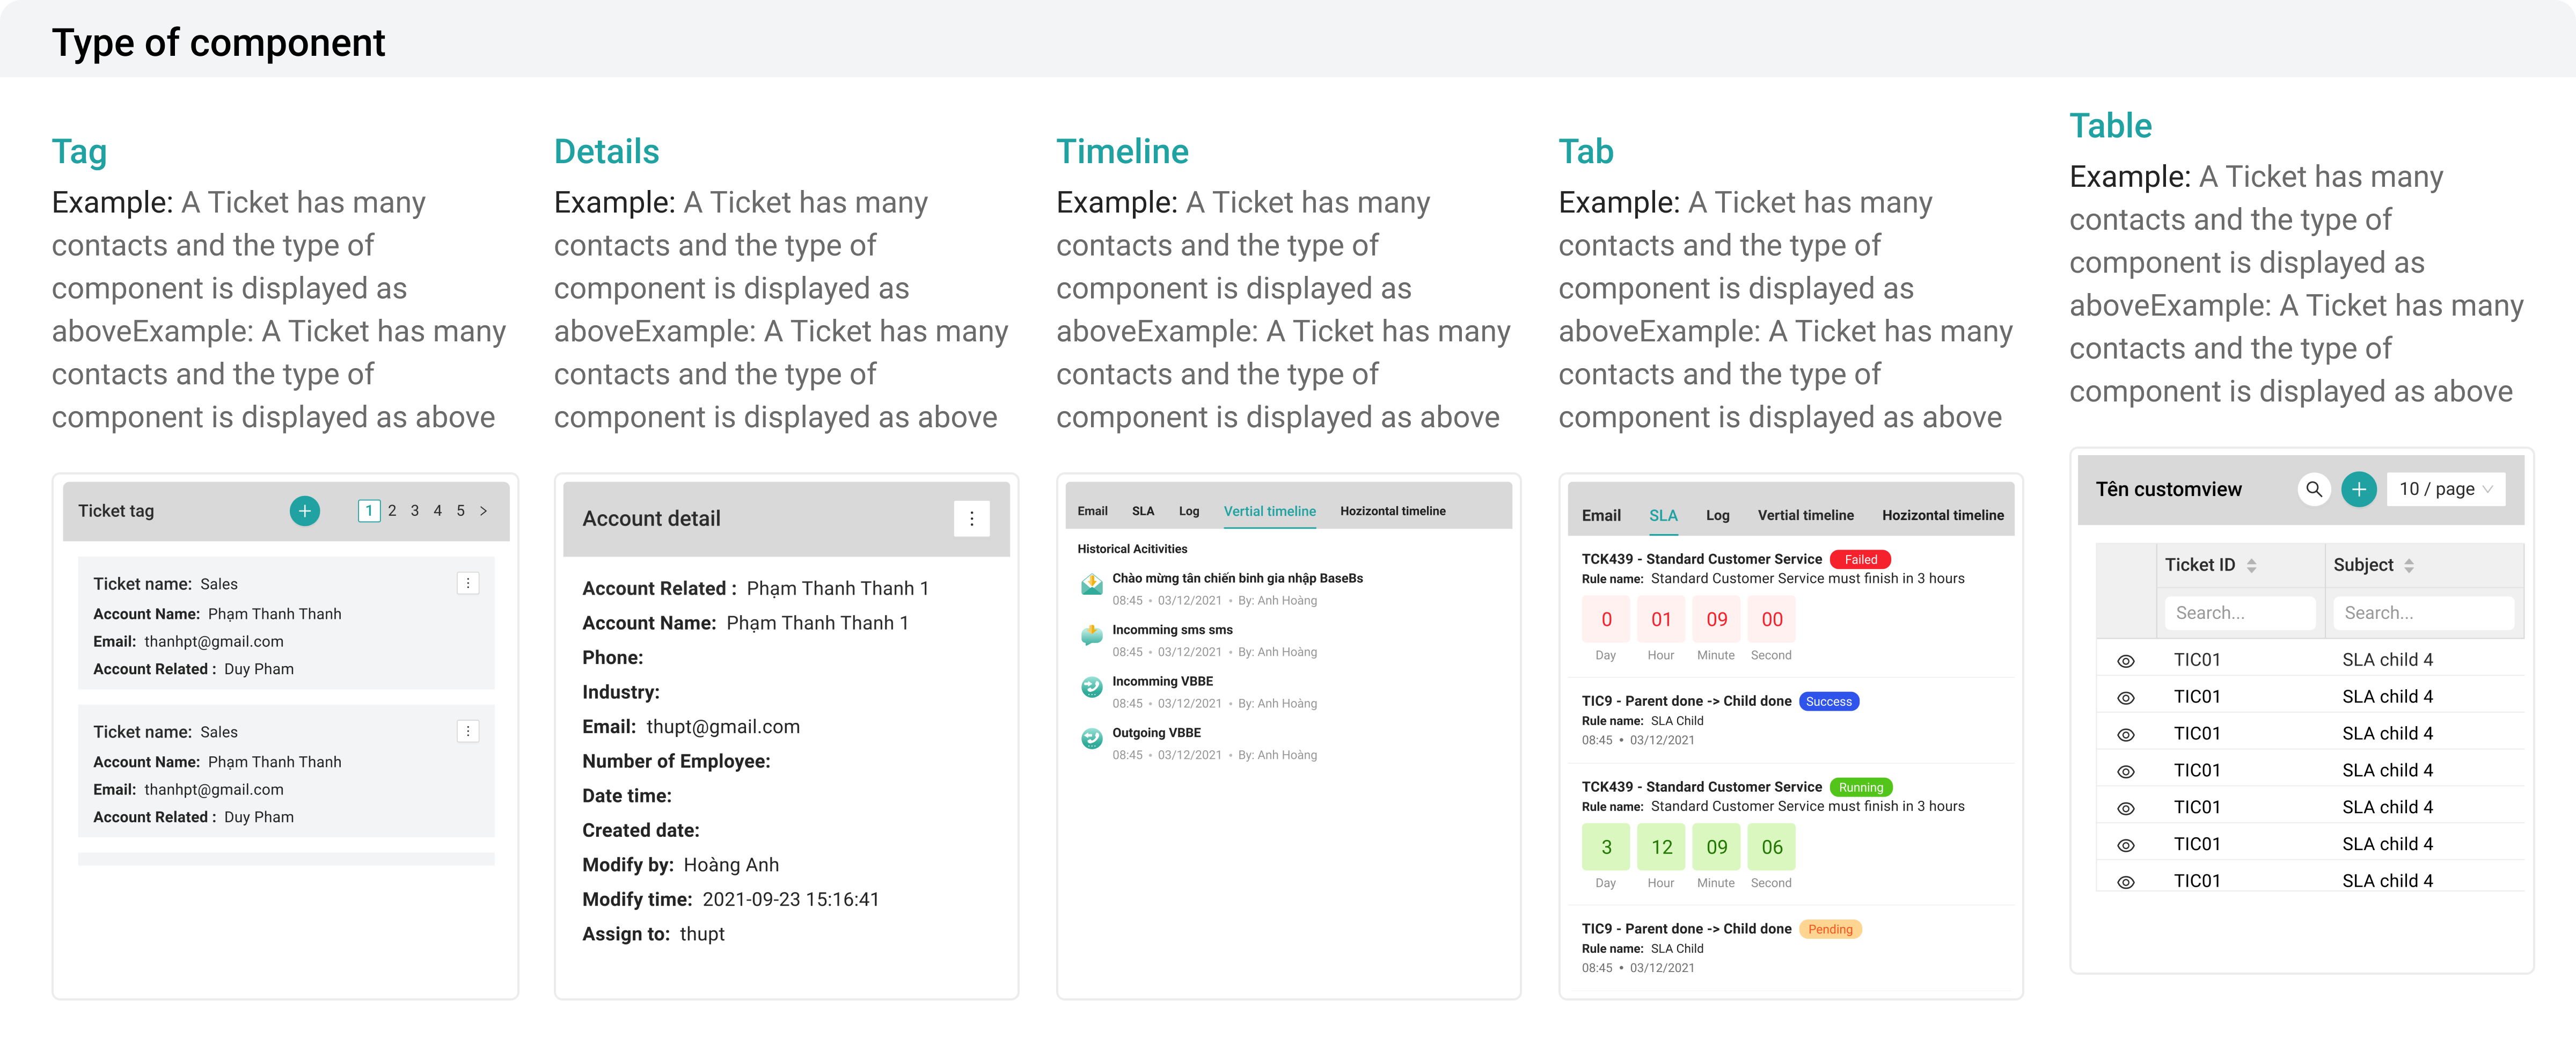 Type of component
Tag
Example: A Ticket has many
contacts and the type of
component is displayed as
aboveExample: A Ticket has many
contacts and the type of
component is displayed as above
Ticket tag
1 2 3 4 5 >
Ticket name: Sales
Account Name: Phạm Thanh Thanh
Email: thanhpt@gmail.com
Account Related : Duy Pham
Ticket name: Sales
Account Name: Phạm Thanh Thanh
Email: thanhpt@gmail.com
Account Related : Duy Pham
Details
Example: A Ticket has many
contacts and the type of
component is displayed as
aboveExample: A Ticket has many
contacts and the type of
component is displayed as above
Account detail
Account Related : Phạm Thanh Thanh 1
Account Name: Phạm Thanh Thanh 1
Phone:
Industry:
Email: thupt@gmail.com
Number of Employee:
Date time:
Created date:
Modify by: Hoàng Anh
Modify time: 2021-09-23 15:16:41
Assign to: thupt
Timeline
Example: A Ticket has many
contacts and the type of
component is displayed as
aboveExample: A Ticket has many
contacts and the type of
component is displayed as above
Email SLA Log Vertial timeline Hozizontal timeline
Historical Acitivities
Chào mừng tân chiến binh gia nhập BaseBs
08:45 • 03/12/2021 • By: Anh Hoàng
Incomming sms sms
08:45 • 03/12/2021 • By: Anh Hoàng
Incomming VBBE
08:45 • 03/12/2021 • By: Anh Hoàng
Outgoing VBBE
08:45 • 03/12/2021 • By: Anh Hoàng
Tab
Example: A Ticket has many
contacts and the type of
component is displayed as
aboveExample: A Ticket has many
contacts and the type of
component is displayed as above
Email SLA Log Vertial timeline Hozizontal timeline
TCK439 - Standard Customer Service Failed
Rule name: Standard Customer Service must finish in 3 hours
0 01 09 00
Day Hour Minute Second
TIC9 - Parent done -> Child done Success
Rule name: SLA Child
08:45 • 03/12/2021
TCK439 - Standard Customer Service Running
Rule name: Standard Customer Service must finish in 3 hours
3 12 09 06
Day Hour Minute Second
TIC9 - Parent done -> Child done Pending
Rule name: SLA Child
08:45 • 03/12/2021
Table
Example: A Ticket has many
contacts and the type of
component is displayed as
aboveExample: A Ticket has many
contacts and the type of
component is displayed as above
Tên customview 10 / page
Ticket ID Subject
Search... Search...
TIC01 SLA child 4
TIC01 SLA child 4
TIC01 SLA child 4
TIC01 SLA child 4
TIC01 SLA child 4
TIC01 SLA child 4
TIC01 SLA child 4